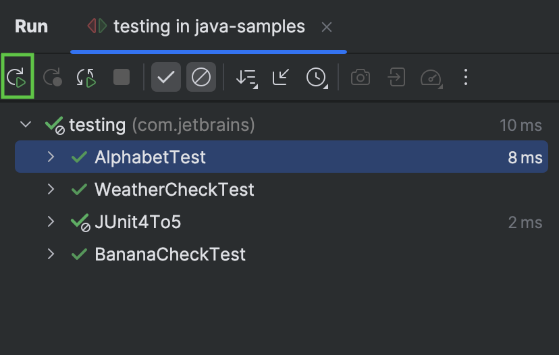 Run testing in java-samples
testing (com.jetbrains) 10 ms
AlphabetTest 8 ms
WeatherCheckTest
JUnit4To5 2 ms
BananaCheckTest